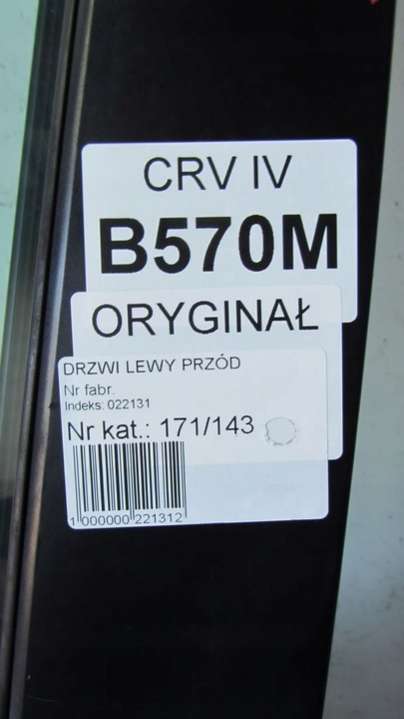 CRV IV
B570M
ORYGINAŁ
DRZWI LEWY PRZÓD
Nr fabr.
Indeks: 022131
Nr kat.: 171/143
1 000000 221312